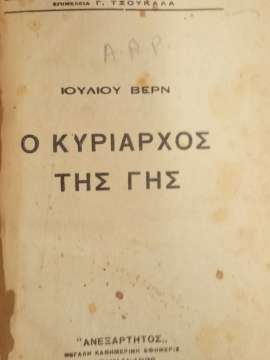 ΕΠΙΜΕΛΕΙΑ Γ. ΤΣΟΥΚΑΛΑ
Α Α Ρ
ΙΟΥΛΙΟΥ ΒΕΡΝ
Ο ΚΥΡΙΑΡΧΟΣ
ΤΗΣ ΓΗΣ
"ΑΝΕΞΑΡΤΗΤΟΣ"
ΜΕΓΑΛΗ ΚΑΘΗΜΕΡΙΝΗ ΕΦΗΜΕΡΙΣ